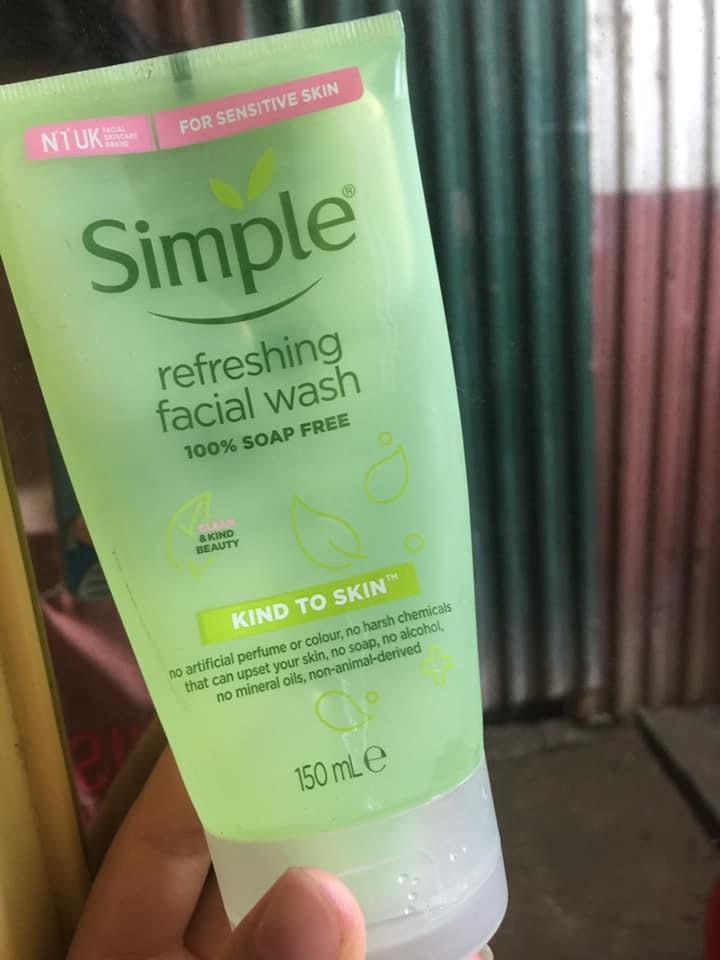 N°1 UK FACIAL SKINCARE BRAND
FOR SENSITIVE SKIN
Simple®
refreshing
facial wash
100% SOAP FREE
CLEAN
& KIND
BEAUTY
KIND TO SKIN™
no artificial perfume or colour, no harsh chemicals
that can upset your skin, no soap, no alcohol,
no mineral oils, non-animal-derived
150 mL e